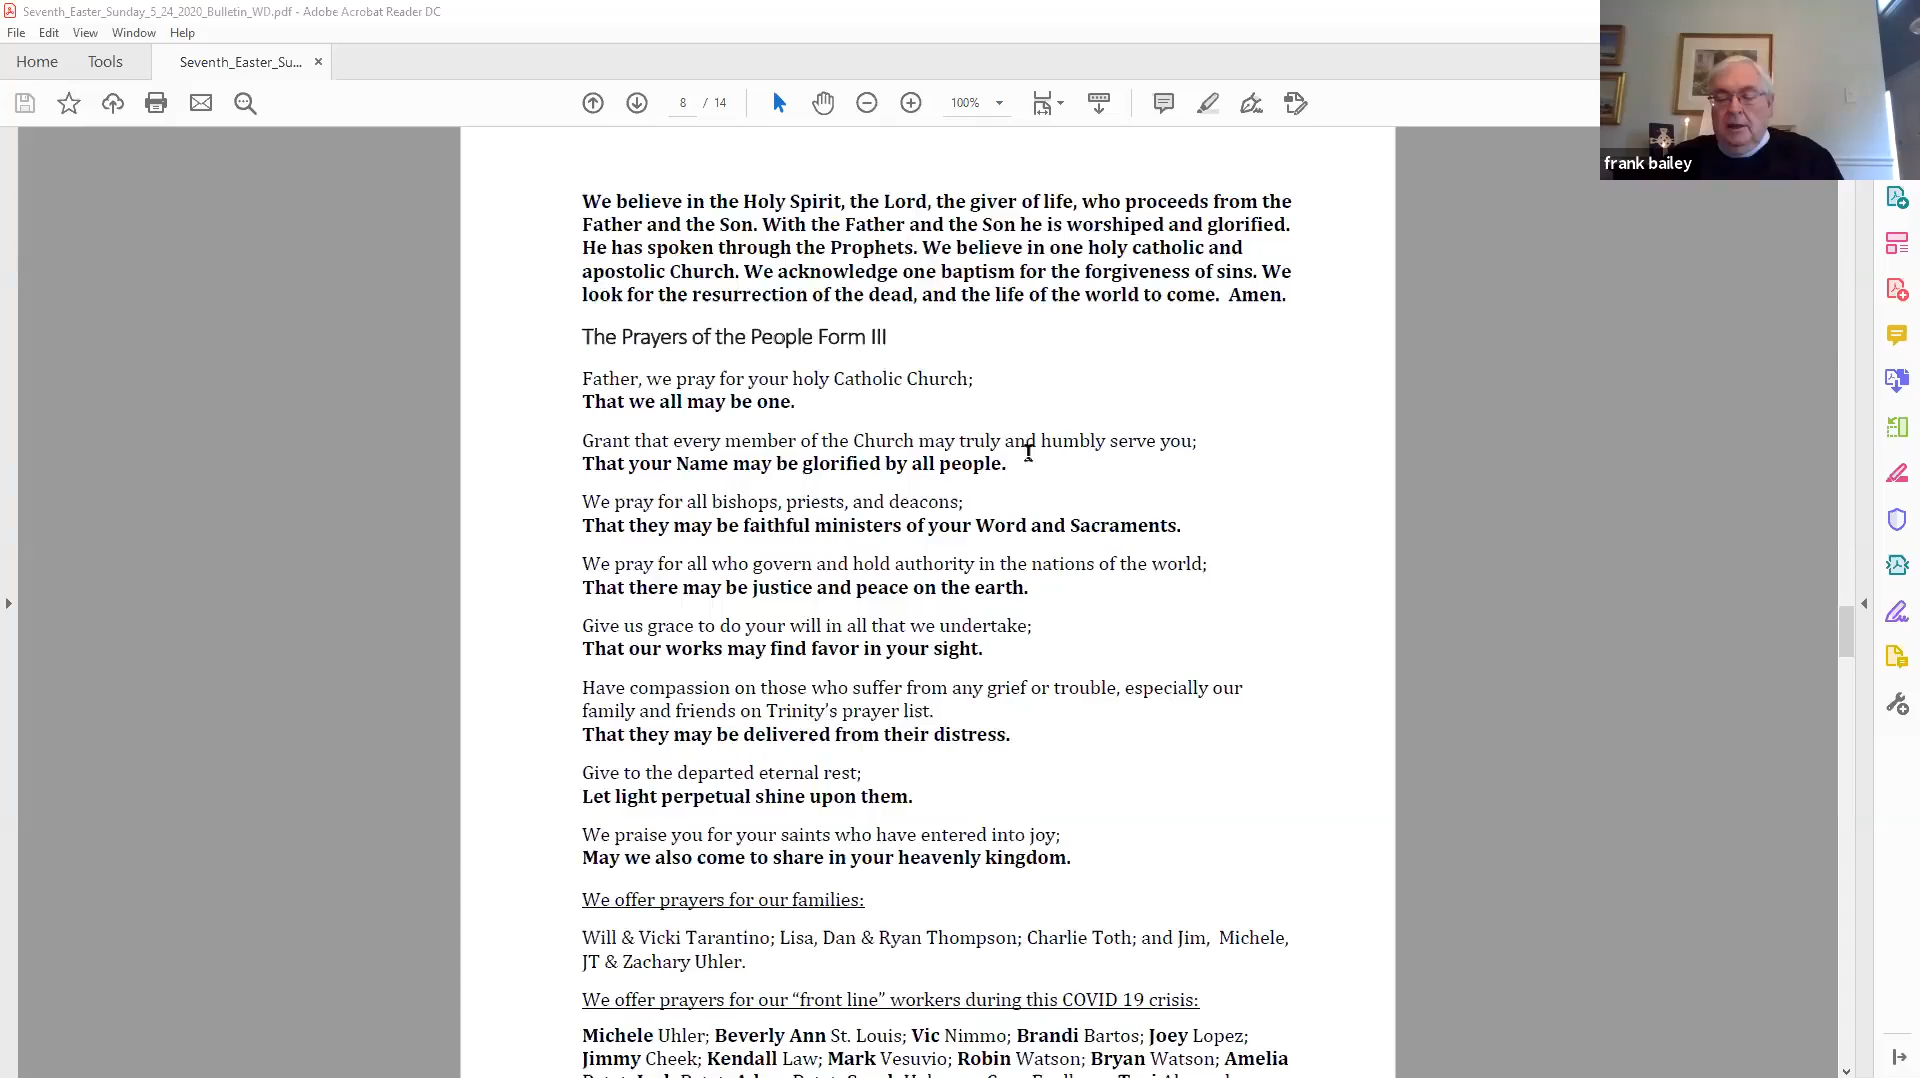 Seventh_Easter_Sunday_5_24_2020_Bulletin_WD.pdf - Adobe Acrobat Reader DC
File Edit View Window Help
Home Tools Seventh_Easter_Su... ×
8 / 14 100%
frank bailey
We believe in the Holy Spirit, the Lord, the giver of life, who proceeds from the
Father and the Son. With the Father and the Son he is worshiped and glorified.
He has spoken through the Prophets. We believe in one holy catholic and
apostolic Church. We acknowledge one baptism for the forgiveness of sins. We
look for the resurrection of the dead, and the life of the world to come. Amen.
The Prayers of the People Form III
Father, we pray for your holy Catholic Church;
That we all may be one.
Grant that every member of the Church may truly and humbly serve you;
That your Name may be glorified by all people.
We pray for all bishops, priests, and deacons;
That they may be faithful ministers of your Word and Sacraments.
We pray for all who govern and hold authority in the nations of the world;
That there may be justice and peace on the earth.
Give us grace to do your will in all that we undertake;
That our works may find favor in your sight.
Have compassion on those who suffer from any grief or trouble, especially our
family and friends on Trinity’s prayer list.
That they may be delivered from their distress.
Give to the departed eternal rest;
Let light perpetual shine upon them.
We praise you for your saints who have entered into joy;
May we also come to share in your heavenly kingdom.
We offer prayers for our families:
Will & Vicki Tarantino; Lisa, Dan & Ryan Thompson; Charlie Toth; and Jim, Michele,
JT & Zachary Uhler.
We offer prayers for our “front line” workers during this COVID 19 crisis:
Michele Uhler; Beverly Ann St. Louis; Vic Nimmo; Brandi Bartos; Joey Lopez;
Jimmy Cheek; Kendall Law; Mark Vesuvio; Robin Watson; Bryan Watson; Amelia